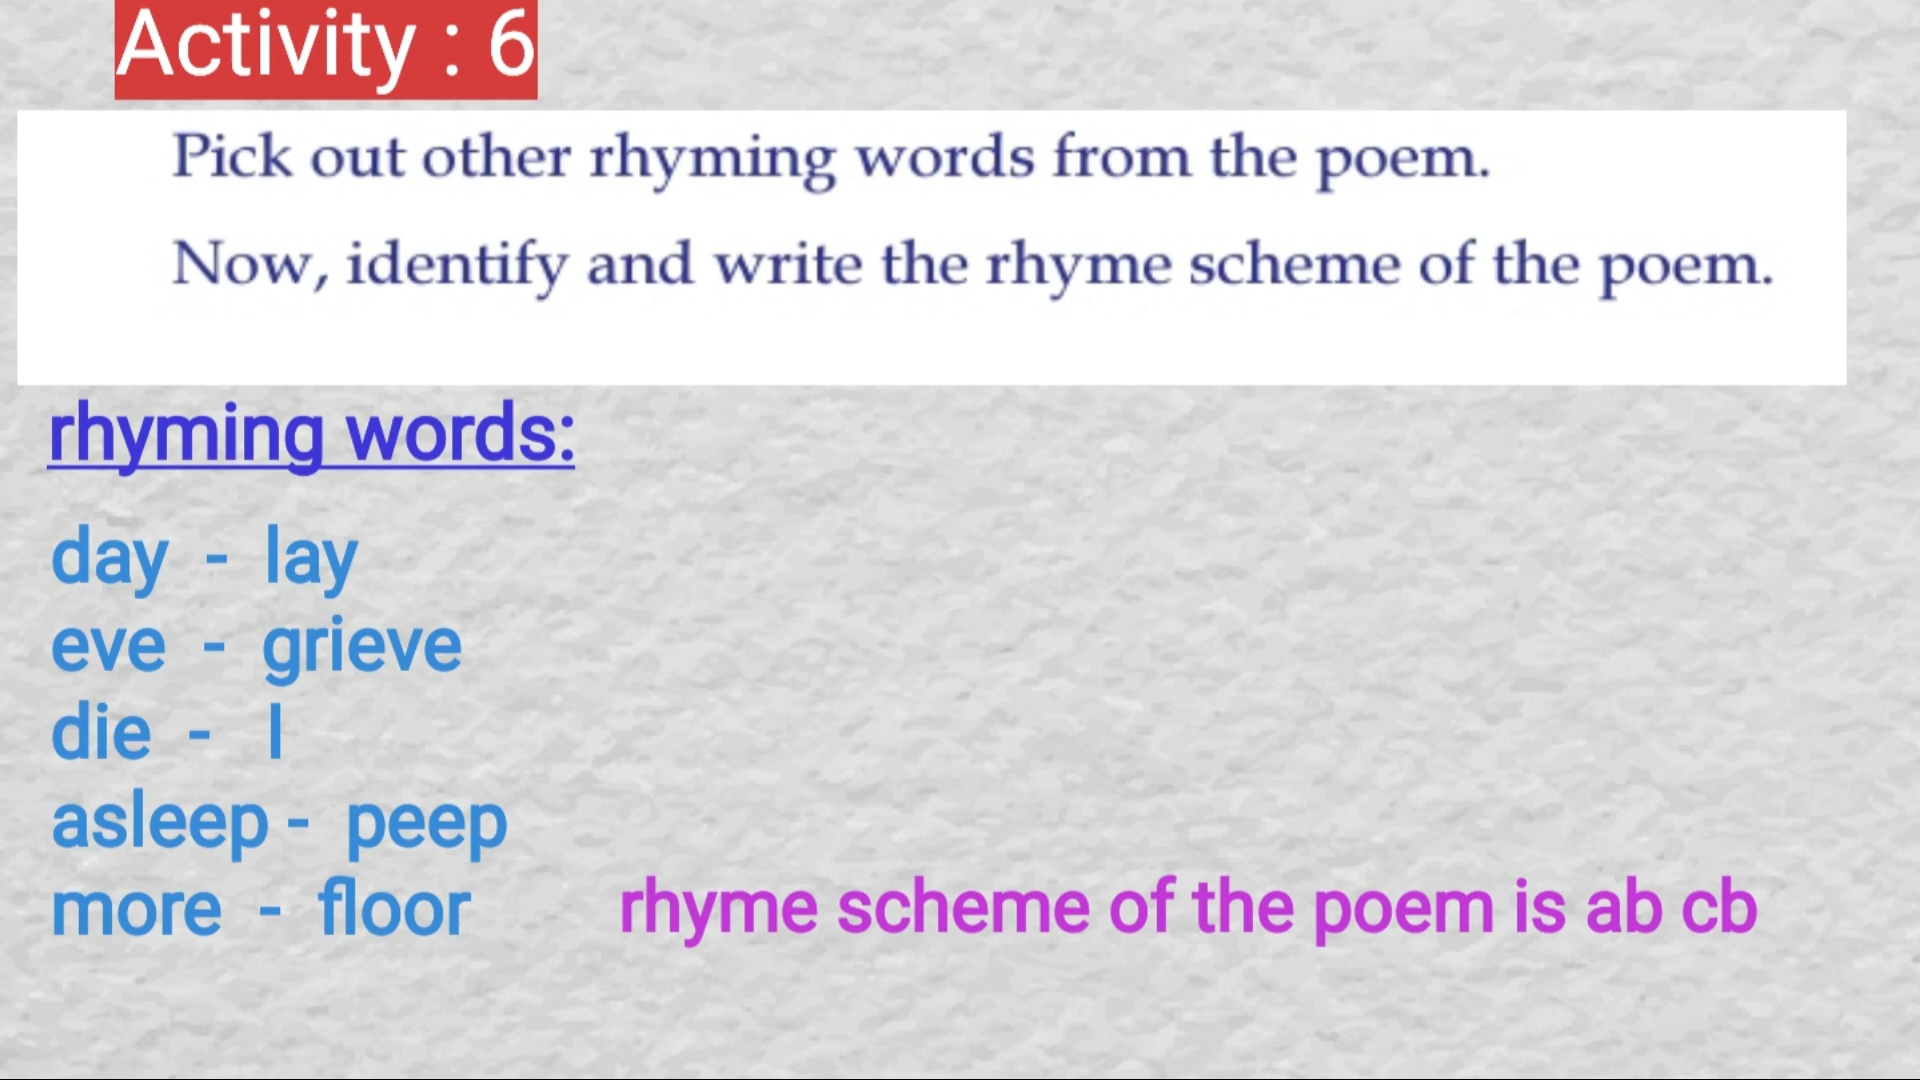 Activity : 6
Pick out other rhyming words from the poem.
Now, identify and write the rhyme scheme of the poem.
rhyming words:
day - lay
eve - grieve
die - I
asleep - peep
more - floor
rhyme scheme of the poem is ab cb